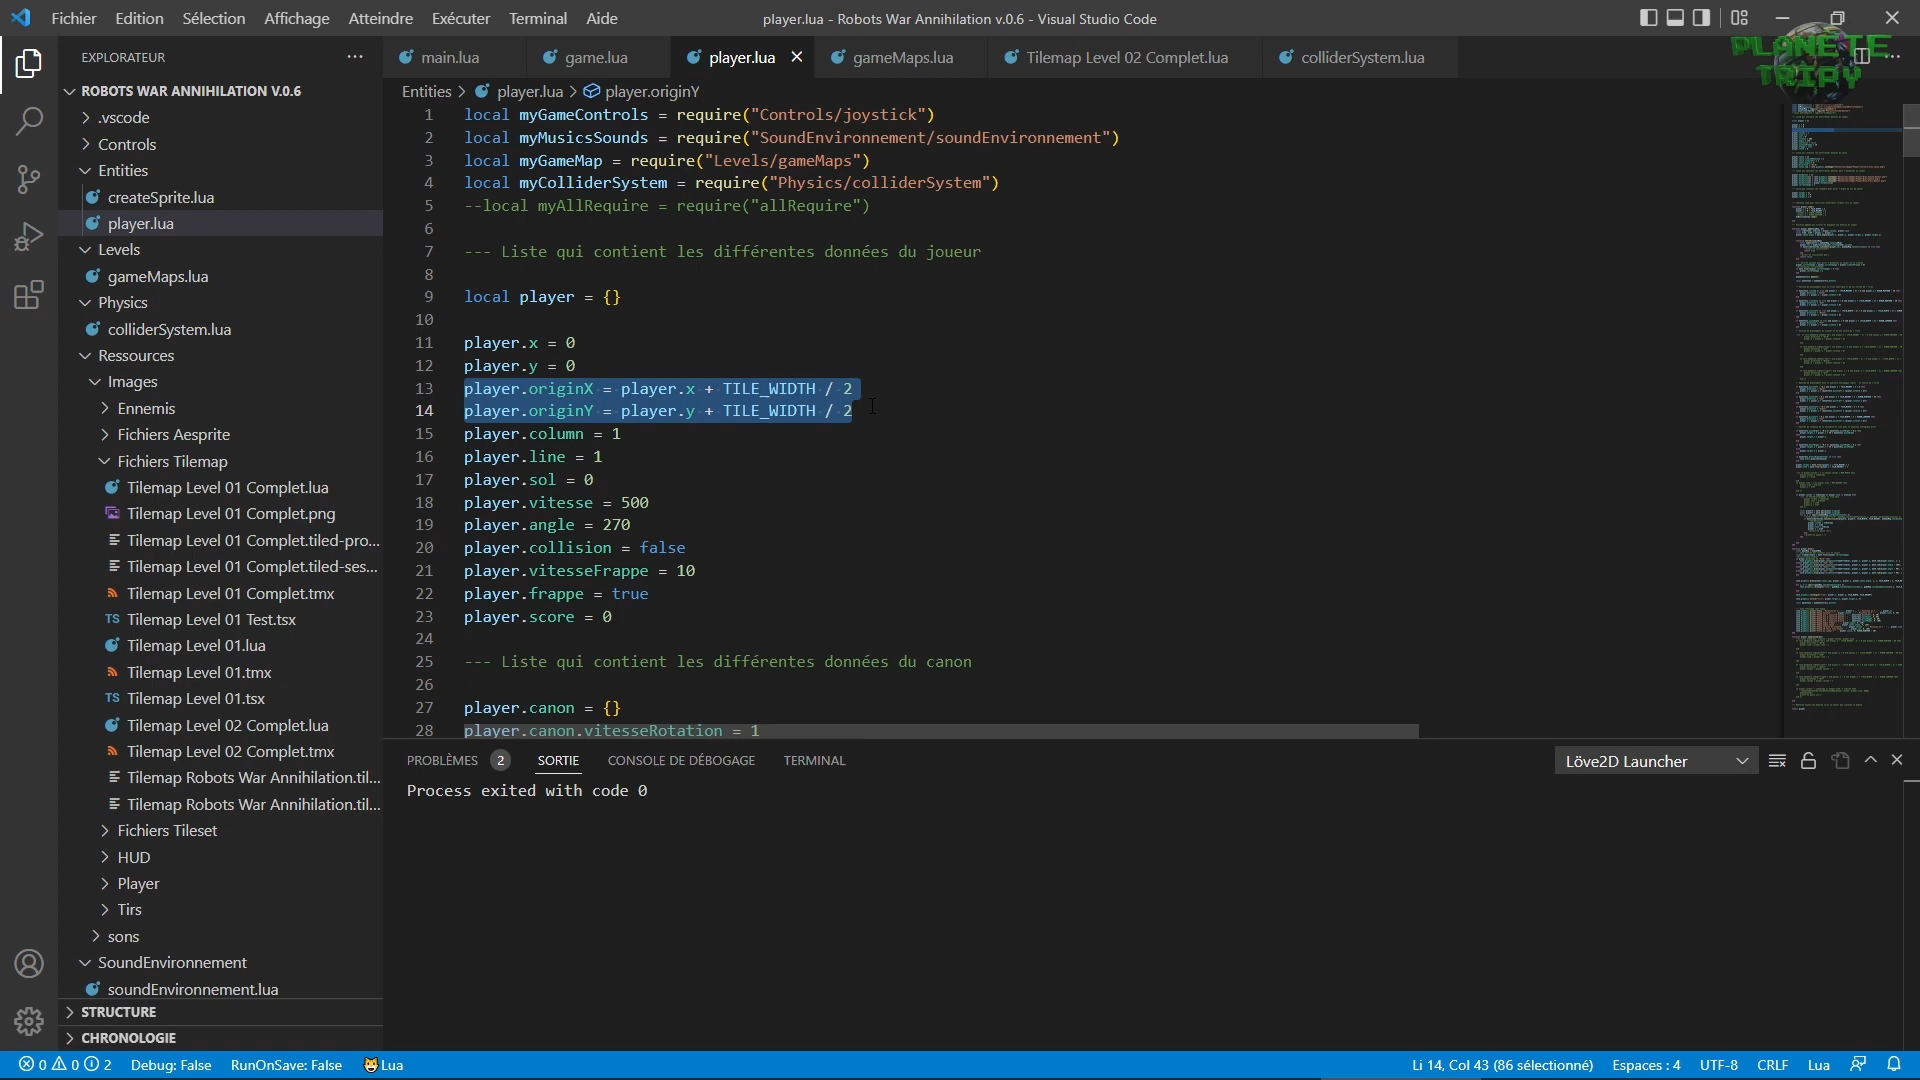 Fichier Edition Sélection Affichage Atteindre Exécuter Terminal Aide
player.lua - Robots War Annihilation v.0.6 - Visual Studio Code
PLANETE TRIPY
EXPLORATEUR
ROBOTS WAR ANNIHILATION V.0.6
.vscode
Controls
Entities
createSprite.lua
player.lua
Levels
gameMaps.lua
Physics
colliderSystem.lua
Ressources
Images
Ennemis
Fichiers Aesprite
Fichiers Tilemap
Tilemap Level 01 Complet.lua
Tilemap Level 01 Complet.png
Tilemap Level 01 Complet.tiled-pro...
Tilemap Level 01 Complet.tiled-ses...
Tilemap Level 01 Complet.tmx
Tilemap Level 01 Test.tsx
Tilemap Level 01.lua
Tilemap Level 01.tmx
Tilemap Level 01.tsx
Tilemap Level 02 Complet.lua
Tilemap Level 02 Complet.tmx
Tilemap Robots War Annihilation.til...
Tilemap Robots War Annihilation.til...
Fichiers Tileset
HUD
Player
Tirs
sons
SoundEnvironnement
soundEnvironnement.lua
STRUCTURE
CHRONOLOGIE
main.lua game.lua player.lua gameMaps.lua Tilemap Level 02 Complet.lua colliderSystem.lua
Entities > player.lua > player.originY
1 local myGameControls = require("Controls/joystick")
2 local myMusicsSounds = require("SoundEnvironnement/soundEnvironnement")
3 local myGameMap = require("Levels/gameMaps")
4 local myColliderSystem = require("Physics/colliderSystem")
5 --local myAllRequire = require("allRequire")
6
7 --- Liste qui contient les différentes données du joueur
8
9 local player = {}
10
11 player.x = 0
12 player.y = 0
13 player.originX = player.x + TILE_WIDTH / 2
14 player.originY = player.y + TILE_WIDTH / 2
15 player.column = 1
16 player.line = 1
17 player.sol = 0
18 player.vitesse = 500
19 player.angle = 270
20 player.collision = false
21 player.vitesseFrappe = 10
22 player.frappe = true
23 player.score = 0
24
25 --- Liste qui contient les différentes données du canon
26
27 player.canon = {}
28 player.canon.vitesseRotation = 1
PROBLÈMES 2 SORTIE CONSOLE DE DÉBOGAGE TERMINAL
Löve2D Launcher
Process exited with code 0
0 0 2 Debug: False RunOnSave: False Lua
Li 14, Col 43 (86 sélectionné) Espaces : 4 UTF-8 CRLF Lua